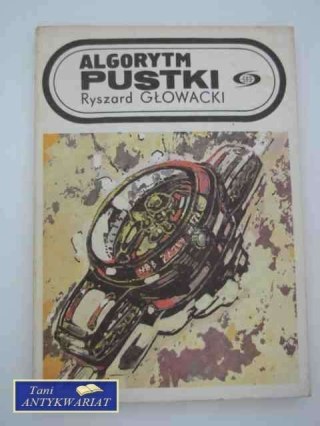 ALGORYTM
PUSTKI
Ryszard GŁOWACKI
Tani
ANTYKWARIAT